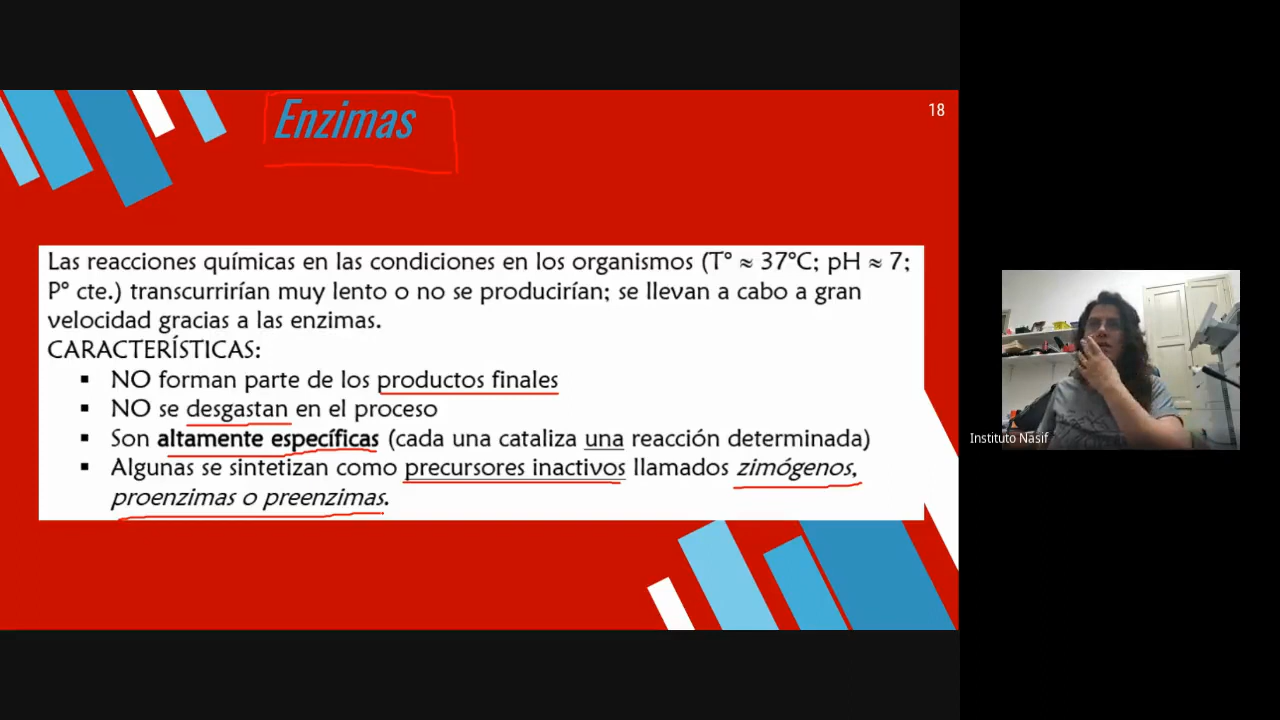 Enzimas
18
Las reacciones químicas en las condiciones en los organismos (T° ≈ 37°C; pH ≈ 7;
P° cte.) transcurrirían muy lento o no se producirían; se llevan a cabo a gran
velocidad gracias a las enzimas.
CARACTERÍSTICAS:
▪ NO forman parte de los productos finales
▪ NO se desgastan en el proceso
▪ Son altamente específicas (cada una cataliza una reacción determinada)
▪ Algunas se sintetizan como precursores inactivos llamados zimógenos,
proenzimas o preenzimas.
Instituto Nasif